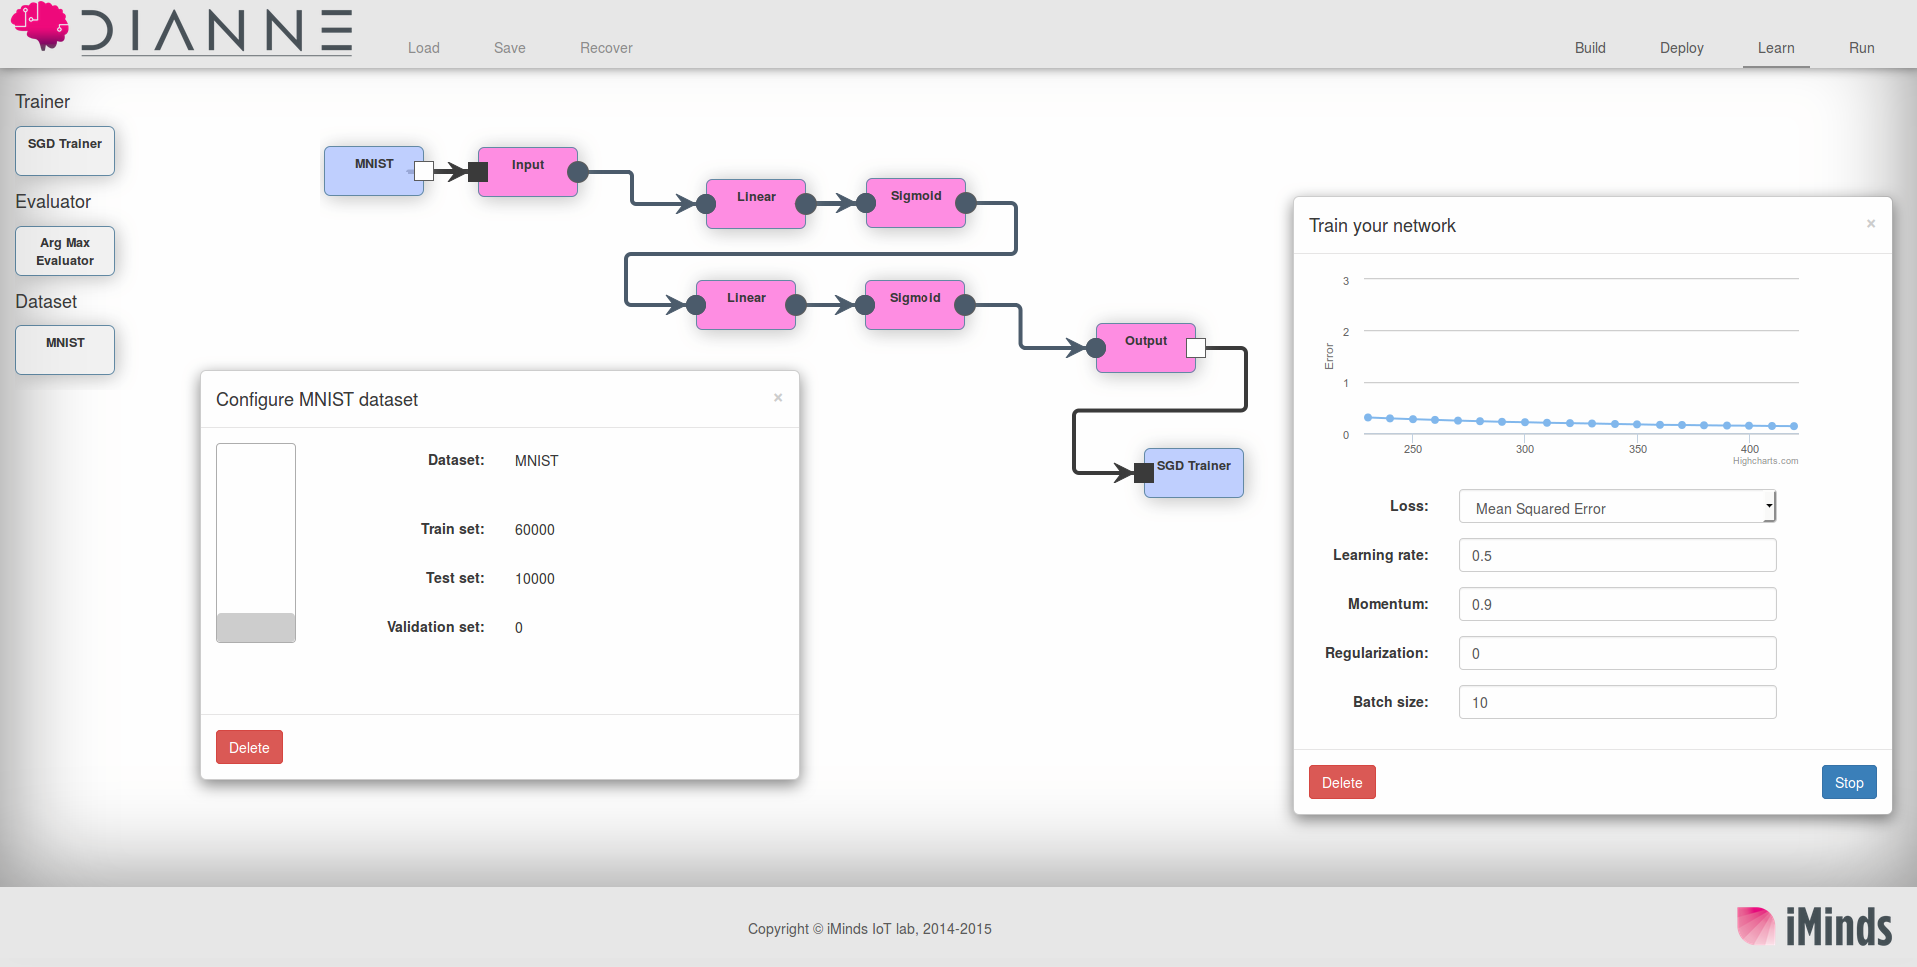 DIANNE
Load Save Recover
Build Deploy Learn Run
Trainer
SGD Trainer
Evaluator
Arg Max
Evaluator
Dataset
MNIST
MNIST
Input
Linear
Sigmoid
Linear
Sigmoid
Output
SGD Trainer
Configure MNIST dataset
×
Dataset: MNIST
Train set: 60000
Test set: 10000
Validation set: 0
Delete
Train your network
×
Error
3
2
1
0
250 300 350 400
Highcharts.com
Loss: Mean Squared Error
Learning rate: 0.5
Momentum: 0.9
Regularization: 0
Batch size: 10
Delete Stop
Copyright © iMinds IoT lab, 2014-2015
iMinds